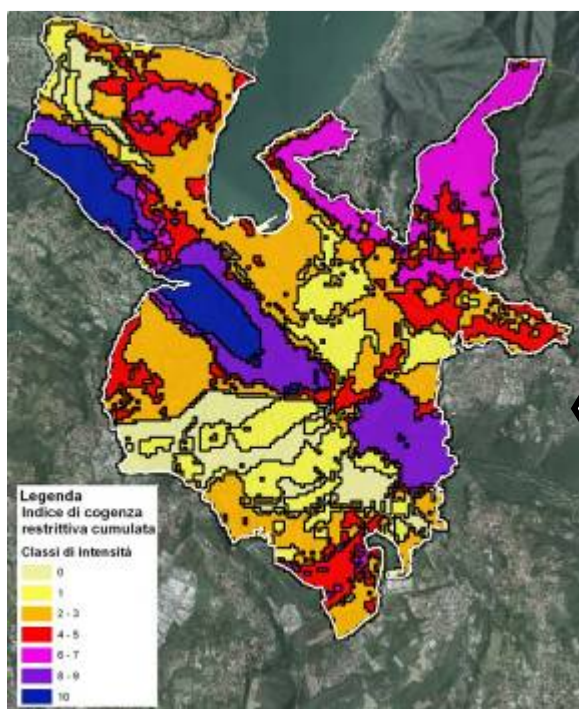 Legenda
Indice di cogenza
restrittiva cumulata
Classi di intensità
0
1
2 - 3
4 - 5
6 - 7
8 - 9
10